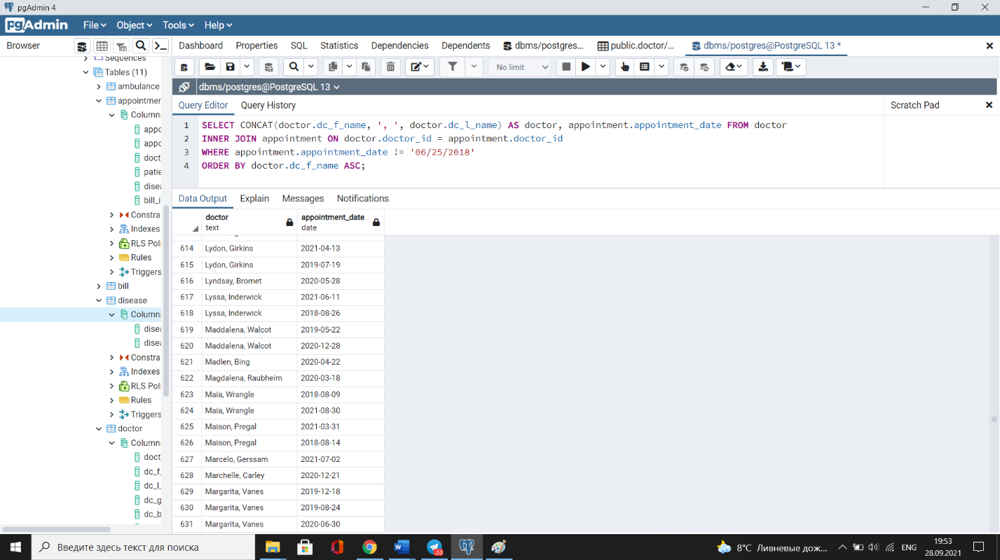 pgAdmin 4
pgAdmin File Object Tools Help
Browser
Dashboard Properties SQL Statistics Dependencies Dependents dbms/postgres... public.doctor/... dbms/postgres@PostgreSQL 13 *
No limit
dbms/postgres@PostgreSQL 13
Query Editor Query History
Scratch Pad
1 SELECT CONCAT(doctor.dc_f_name, ', ', doctor.dc_l_name) AS doctor, appointment.appointment_date FROM doctor
2 INNER JOIN appointment ON doctor.doctor_id = appointment.doctor_id
3 WHERE appointment.appointment_date != '06/25/2018'
4 ORDER BY doctor.dc_f_name ASC;
Sequences
Tables (11)
ambulance
appointmer
Column
appo
appo
doct
patie
disea
bill_i
Constra
Indexes
RLS Poli
Rules
Triggers
bill
disease
Column
disea
disea
Constra
Indexes
RLS Poli
Rules
Triggers
doctor
Column
doct
dc_f_
dc_l_
dc_g
dc_b
Data Output Explain Messages Notifications
doctor appointment_date
text date
614 Lydon, Girkins 2021-04-13
615 Lydon, Girkins 2019-07-19
616 Lyndsay, Bromet 2020-05-28
617 Lyssa, Inderwick 2021-06-11
618 Lyssa, Inderwick 2018-08-26
619 Maddalena, Walcot 2019-05-22
620 Maddalena, Walcot 2020-12-28
621 Madlen, Bing 2020-04-22
622 Magdalena, Raubheim 2020-03-18
623 Maia, Wrangle 2018-08-09
624 Maia, Wrangle 2021-08-30
625 Maison, Pregal 2021-03-31
626 Maison, Pregal 2018-08-14
627 Marcelo, Gerssam 2021-07-02
628 Marchelle, Carley 2020-12-21
629 Margarita, Vanes 2019-12-18
630 Margarita, Vanes 2019-08-24
631 Margarita, Vanes 2020-06-30
Введите здесь текст для поиска
53
8°C Ливневые дож...
ENG
19:53
28.09.2021